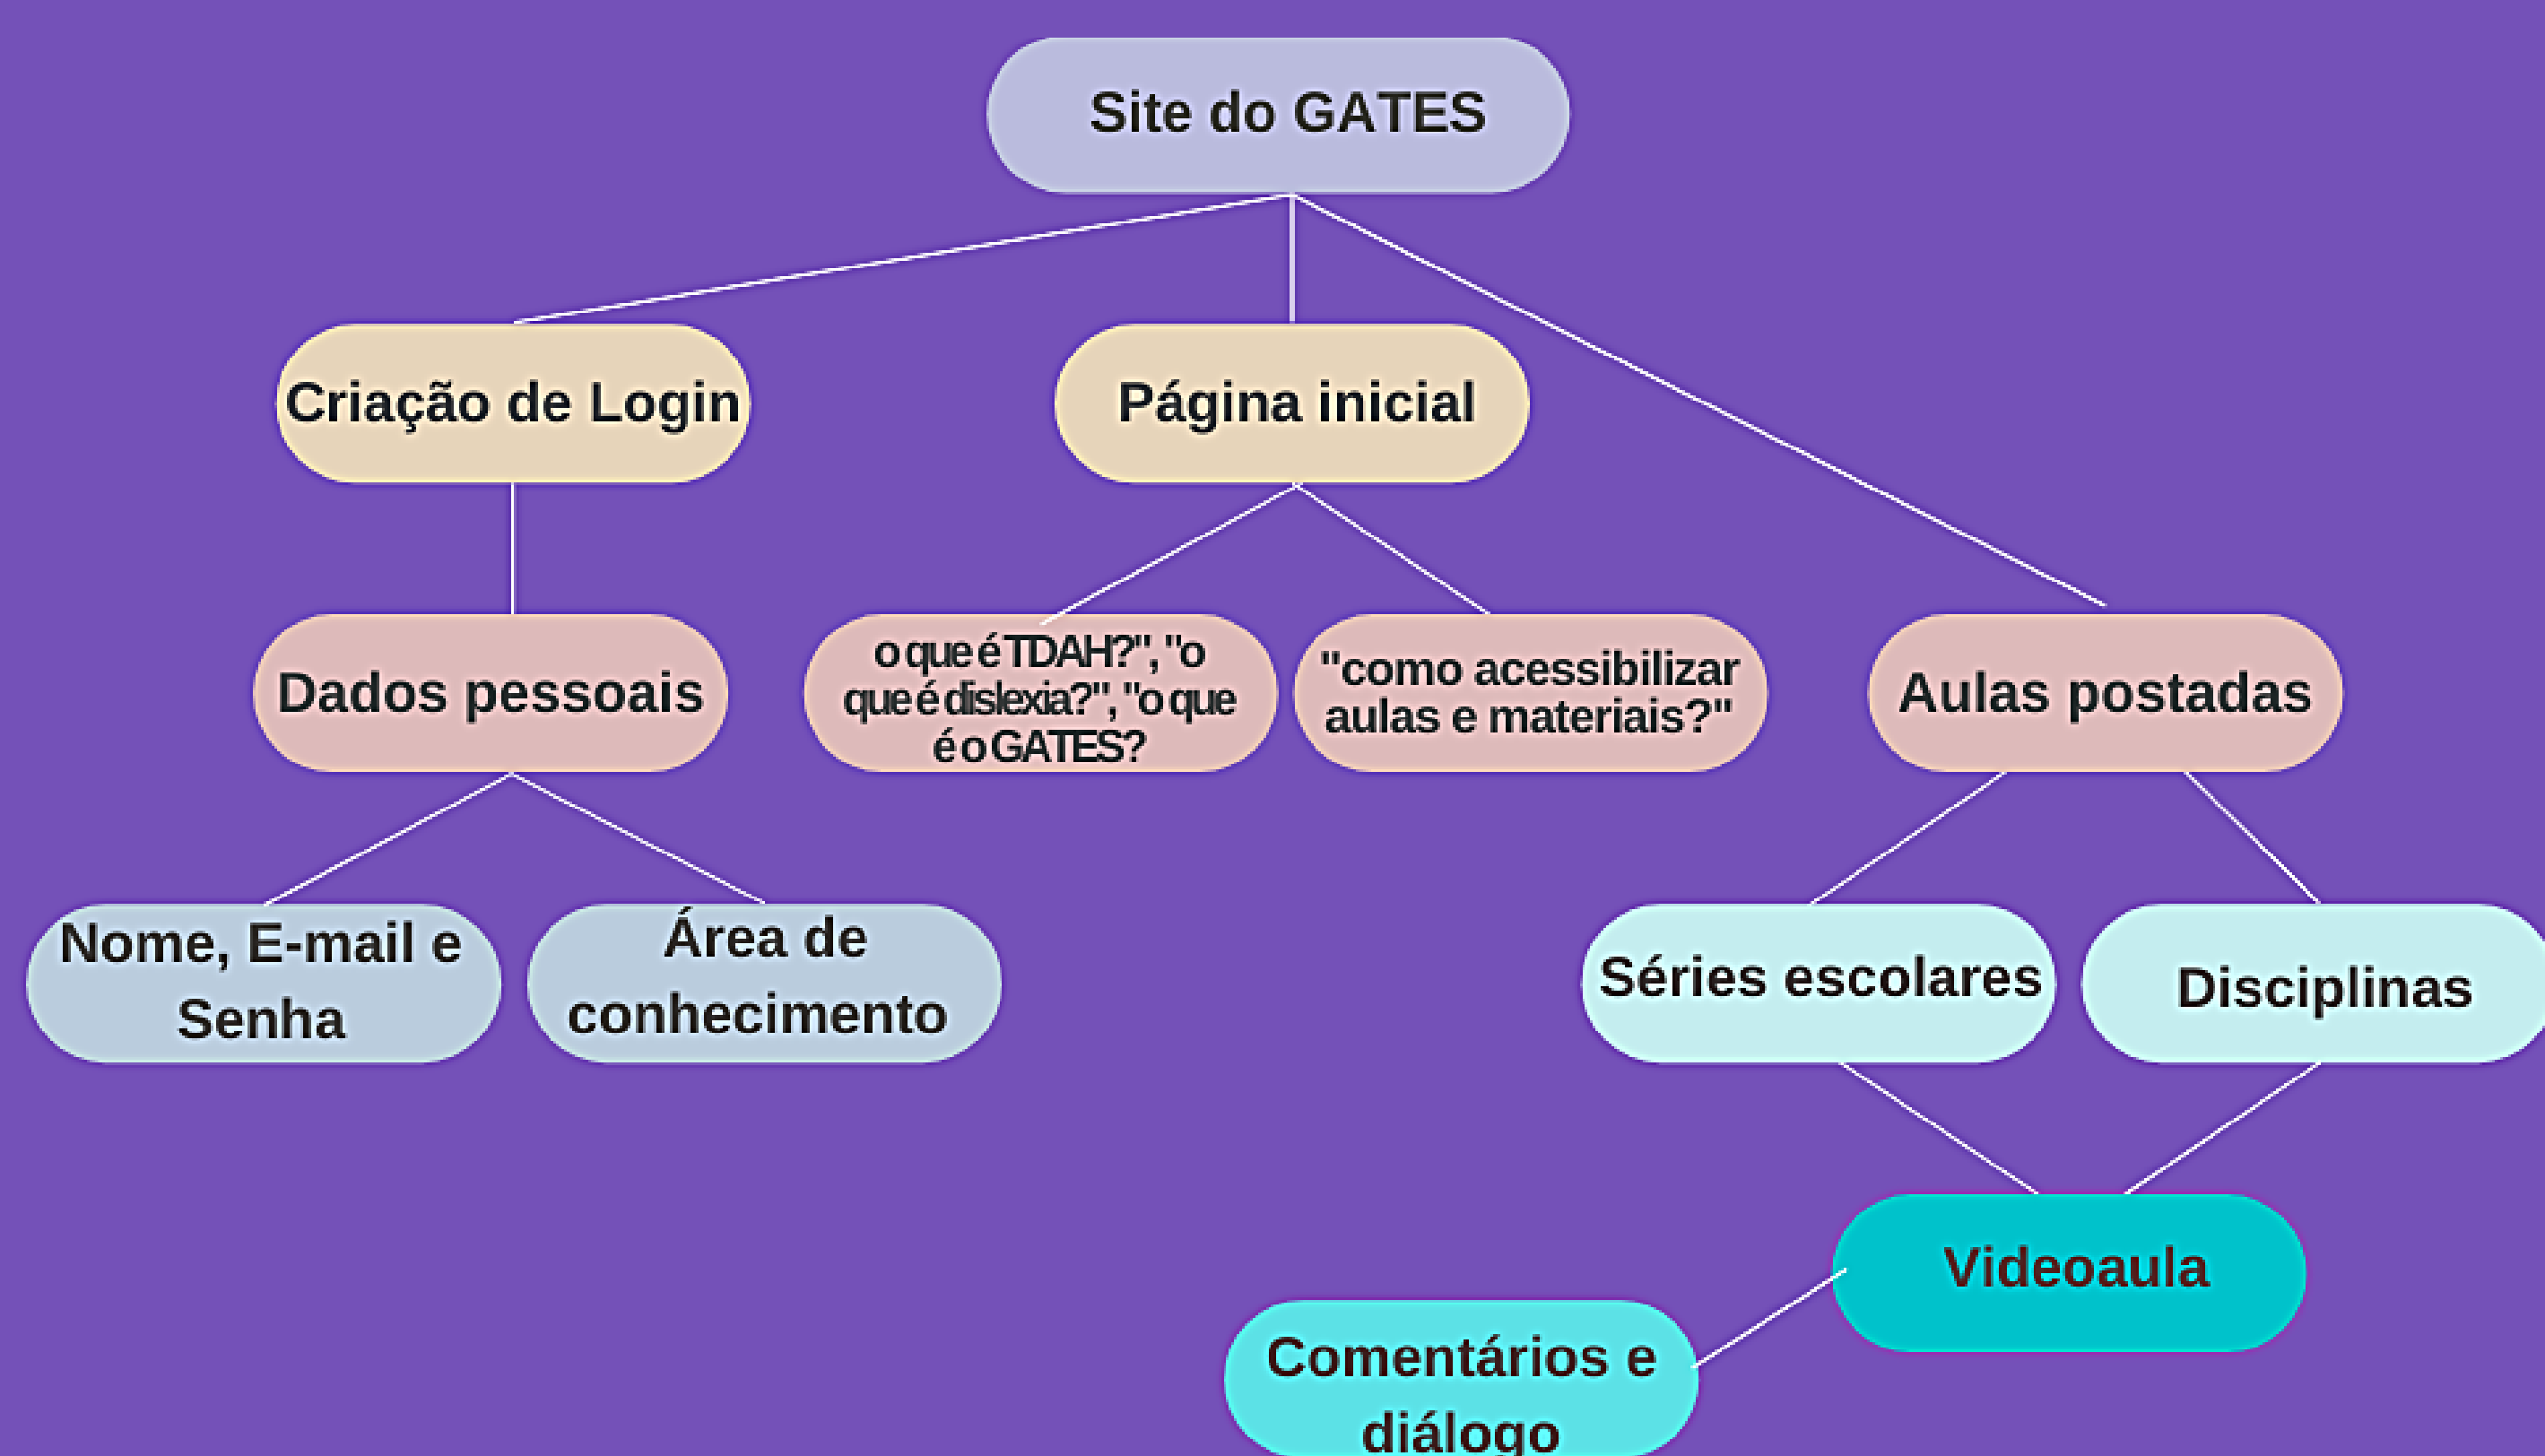 Site do GATES
Criação de Login
Página inicial
Dados pessoais
o que é TDAH?", "o
que é dislexia?", "o que
é o GATES?
"como acessibilizar
aulas e materiais?"
Aulas postadas
Nome, E-mail e
Senha
Área de
conhecimento
Séries escolares
Disciplinas
Videoaula
Comentários e
diálogo